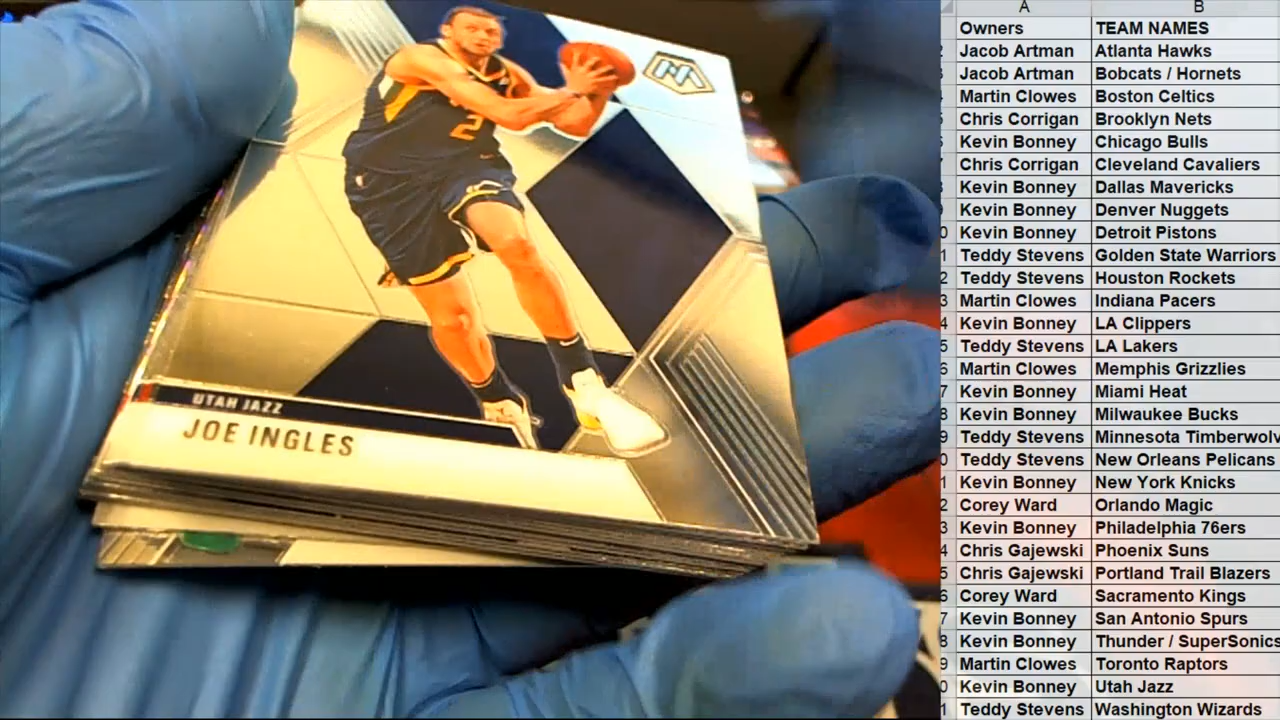 A B
Owners TEAM NAMES
Jacob Artman Atlanta Hawks
Jacob Artman Bobcats / Hornets
Martin Clowes Boston Celtics
Chris Corrigan Brooklyn Nets
Kevin Bonney Chicago Bulls
Chris Corrigan Cleveland Cavaliers
Kevin Bonney Dallas Mavericks
Kevin Bonney Denver Nuggets
Kevin Bonney Detroit Pistons
Teddy Stevens Golden State Warriors
Teddy Stevens Houston Rockets
Martin Clowes Indiana Pacers
Kevin Bonney LA Clippers
Teddy Stevens LA Lakers
Martin Clowes Memphis Grizzlies
Kevin Bonney Miami Heat
Kevin Bonney Milwaukee Bucks
Teddy Stevens Minnesota Timberwolv
Teddy Stevens New Orleans Pelicans
Kevin Bonney New York Knicks
Corey Ward Orlando Magic
Kevin Bonney Philadelphia 76ers
Chris Gajewski Phoenix Suns
Chris Gajewski Portland Trail Blazers
Corey Ward Sacramento Kings
Kevin Bonney San Antonio Spurs
Kevin Bonney Thunder / SuperSonics
Martin Clowes Toronto Raptors
Kevin Bonney Utah Jazz
Teddy Stevens Washington Wizards
M
2
UTAH JAZZ
JOE INGLES